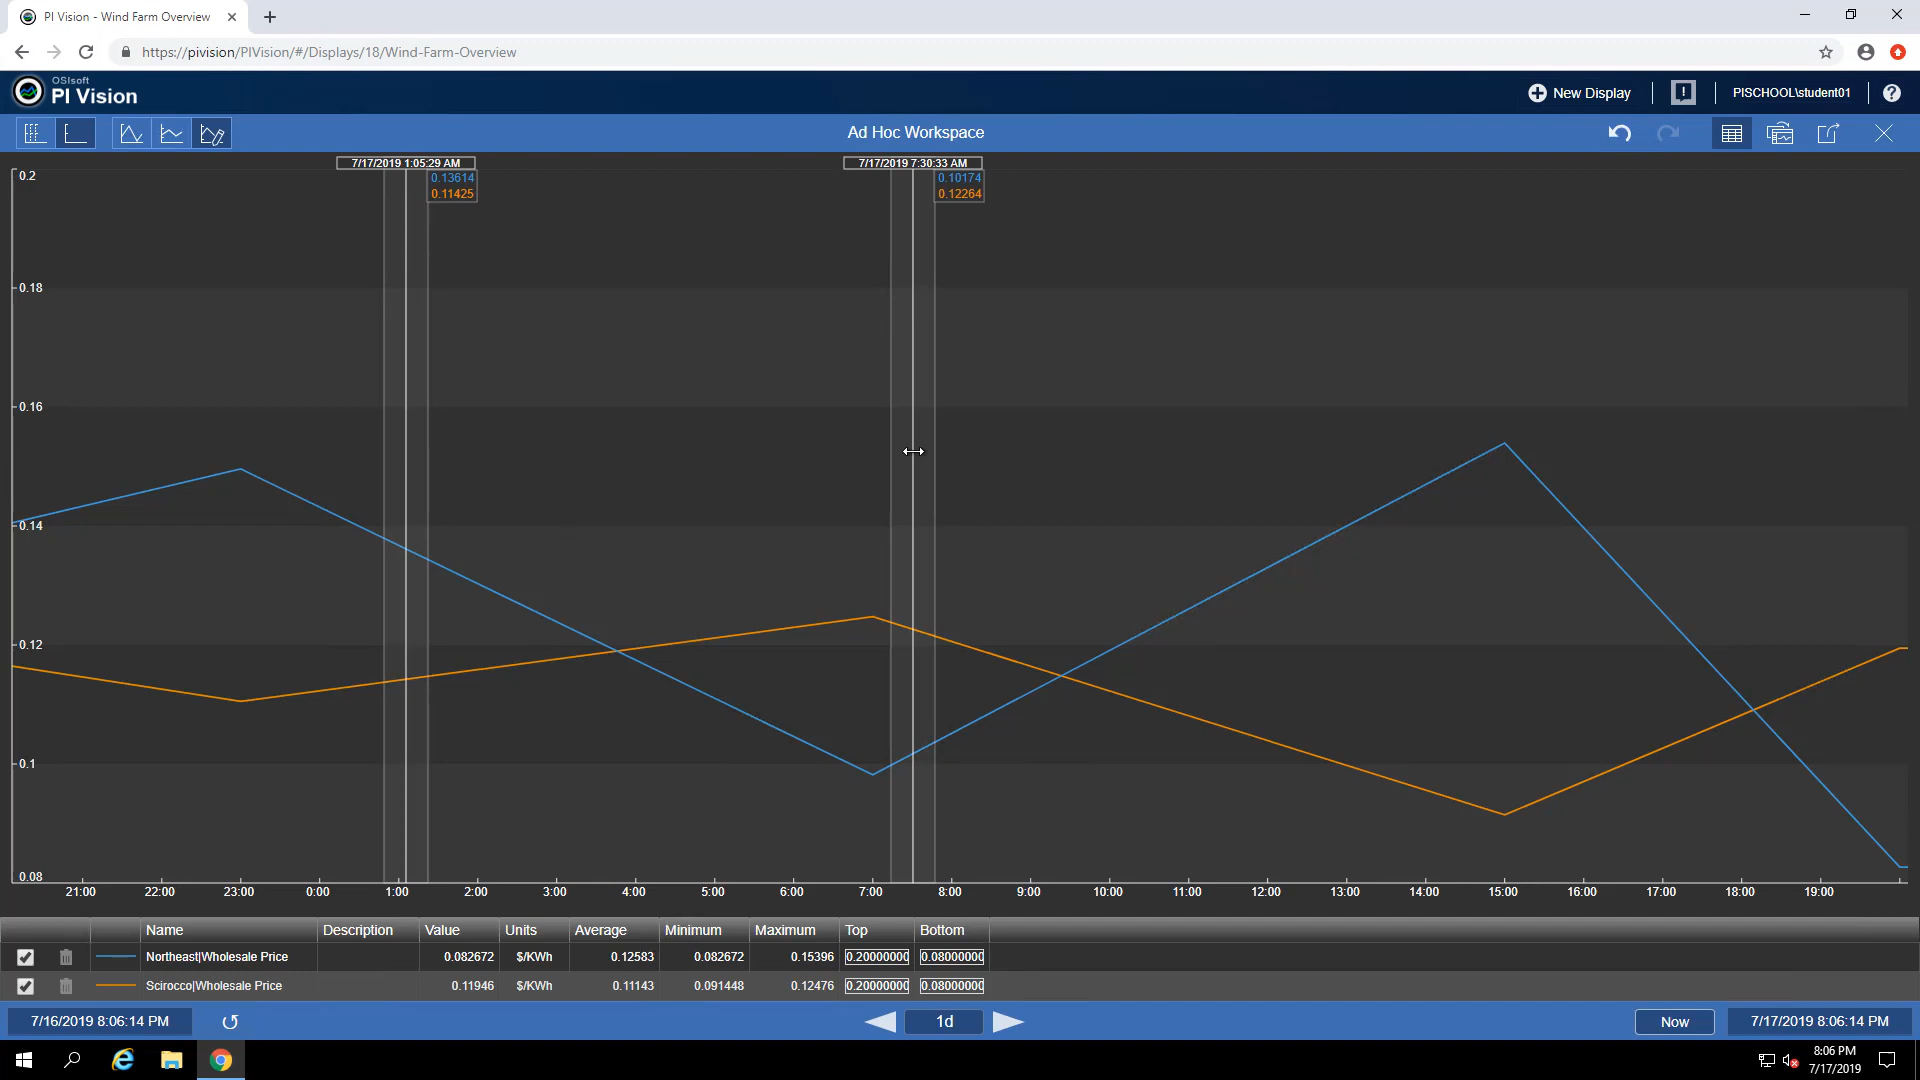 PI Vision - Wind Farm Overview
https://pivision/PIVision/#/Displays/18/Wind-Farm-Overview
OSIsoft
PI Vision
New Display
PISCHOOL\student01
Ad Hoc Workspace
7/17/2019 1:05:29 AM
7/17/2019 7:30:33 AM
0.13614
0.11425
0.10174
0.12264
0.2
0.18
0.16
0.14
0.12
0.1
0.08
21:00 22:00 23:00 0:00 1:00 2:00 3:00 4:00 5:00 6:00 7:00 8:00 9:00 10:00 11:00 12:00 13:00 14:00 15:00 16:00 17:00 18:00 19:00
Name Description Value Units Average Minimum Maximum Top Bottom
Northeast|Wholesale Price 0.082672 $/KWh 0.12583 0.082672 0.15396 0.20000000 0.08000000
Scirocco|Wholesale Price 0.11946 $/KWh 0.11143 0.091448 0.12476 0.20000000 0.08000000
7/16/2019 8:06:14 PM 1d Now 7/17/2019 8:06:14 PM
8:06 PM
7/17/2019